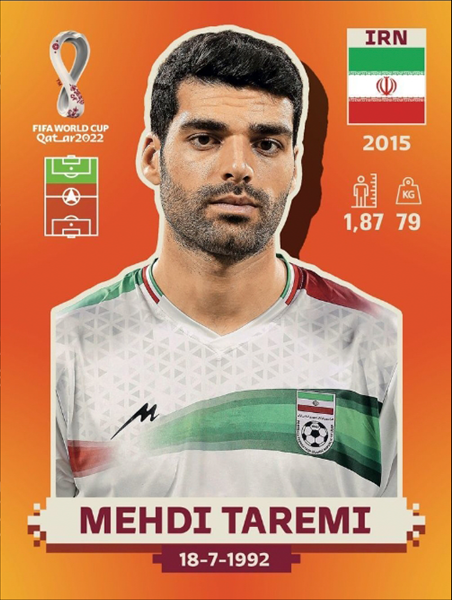 IRN
FIFA WORLD CUP
Qatar2022
2015
KG
1,87 79
MEHDI TAREMI
18-7-1992